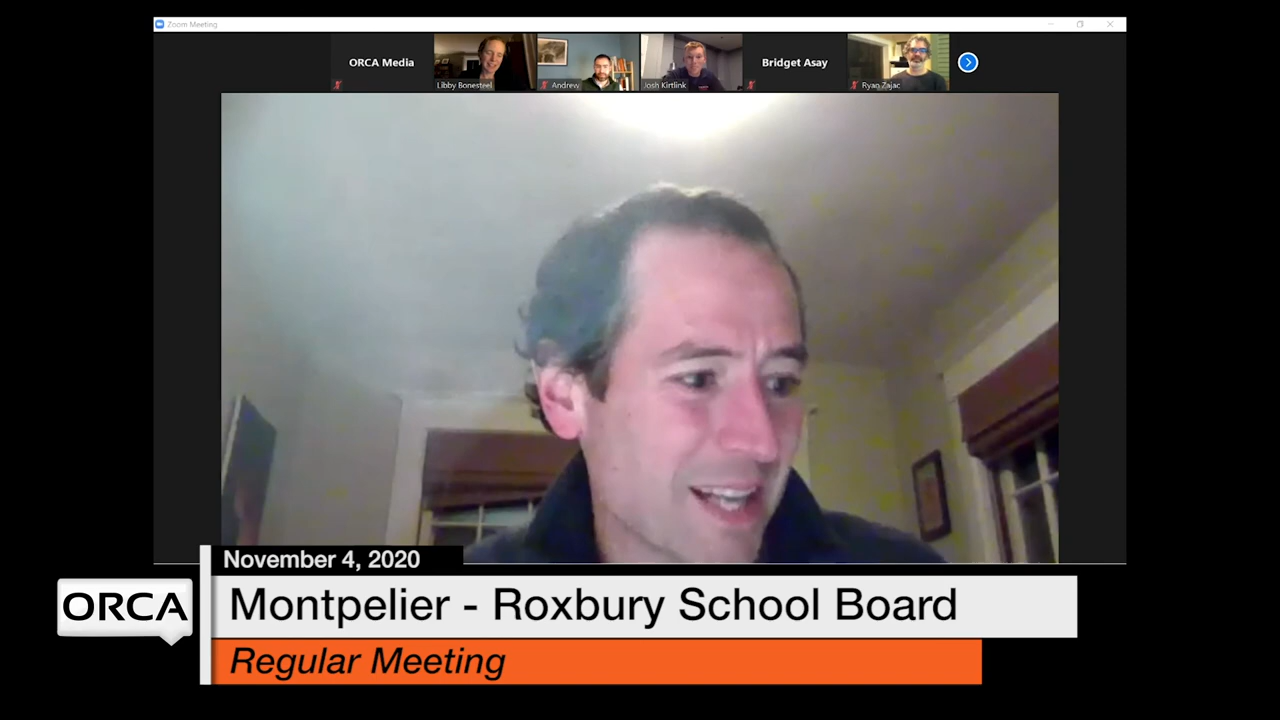 Zoom Meeting
ORCA Media
Libby Bonesteel
Andrew
Josh Kirtlink
Bridget Asay
Ryan Zajac
November 4, 2020
ORCA
Montpelier - Roxbury School Board
Regular Meeting